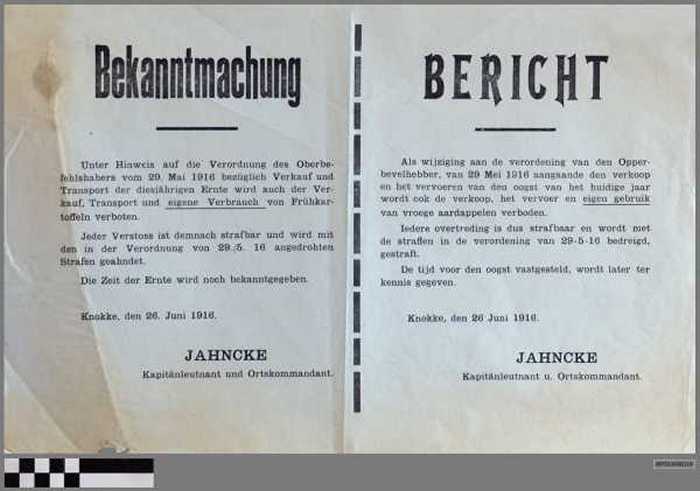 Bekanntmachung
Unter Hinweis auf die Verordnung des Oberbe-
fehlshabers vom 29. Mai 1916 bezüglich Verkauf und
Transport der diesjährigen Ernte wird auch der Ver-
kauf, Transport und eigene Verbrauch von Frühkar-
toffeln verboten.
Jeder Verstoss ist demnach strafbar und wird mit
den in der Verordnung von 29. 5. 16 angedrohten
Strafen geahndet.
Die Zeit der Ernte wird noch bekanntgegeben.
Knokke, den 26. Juni 1916.
JAHNCKE
Kapitänleutnant und Ortskommandant.
BERICHT
Als wijziging aan de verordening van den Opper-
bevelhebber, van 29 Mei 1916 aangaande den verkoop
en het vervoeren van den oogst van het huidige jaar
wordt ook de verkoop, het vervoer en eigen gebruik
van vroege aardappelen verboden.
Iedere overtreding is dus strafbaar en wordt met
de straffen in de verordening van 29-5-16 bedreigd,
gestraft.
De tijd voor den oogst vastgesteld, wordt later ter
kennis gegeven.
Knokke, den 26 Juni 1916.
JAHNCKE
Kapitänleutnant u. Ortskommandant.